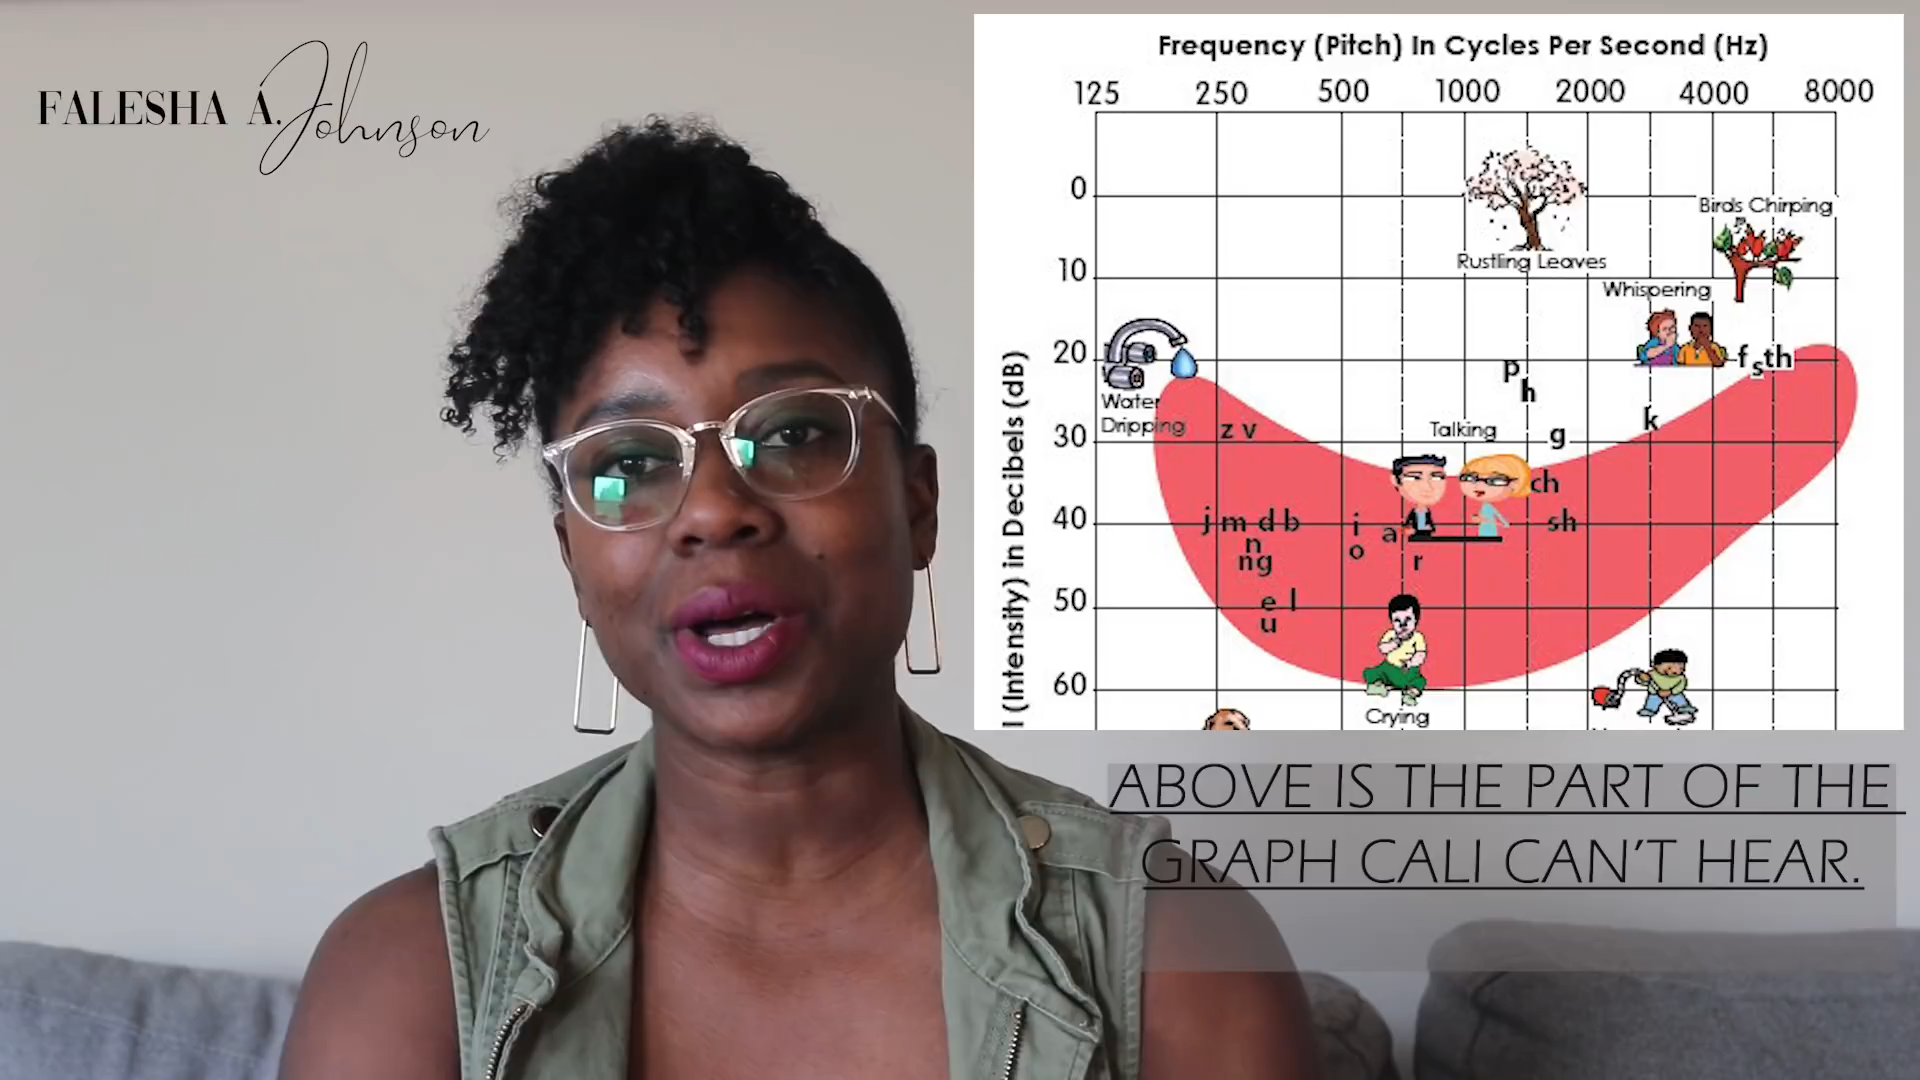 FALESHA A. Johnson
Frequency (Pitch) In Cycles Per Second (Hz)
125 250 500 1000 2000 4000 8000
0
Birds Chirping
Rustling Leaves
10
Whispering
20
f s th
p
h
Water
Dripping
z v
Talking
g
k
30
ch
40
j m d b
i
a
sh
n
o
ng
r
50
e l
u
60
Crying
(Intensity) in Decibels (dB)
ABOVE IS THE PART OF THE
GRAPH CALI CAN'T HEAR.